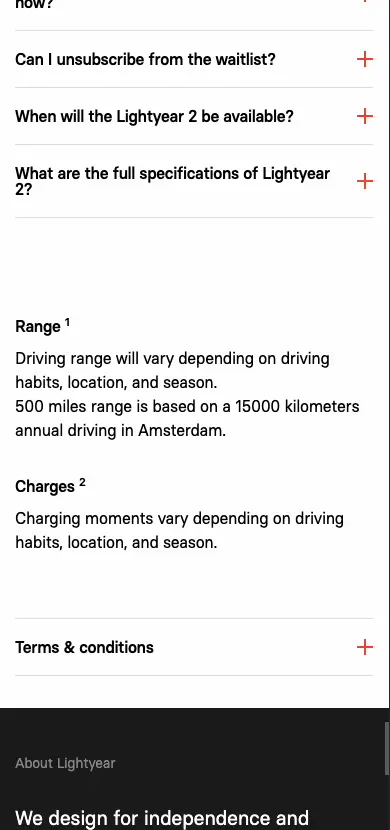 now?
Can I unsubscribe from the waitlist?
When will the Lightyear 2 be available?
What are the full specifications of Lightyear
2?
Range 1
Driving range will vary depending on driving
habits, location, and season.
500 miles range is based on a 15000 kilometers
annual driving in Amsterdam.
Charges 2
Charging moments vary depending on driving
habits, location, and season.
Terms & conditions
About Lightyear
We design for independence and